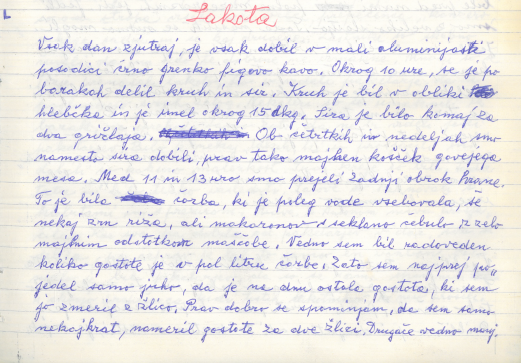 Lakota
Vsak dan zjutraj, je vsak dobil v mali aluminijasti
posodici črno grenko figovo kavo. Okrog 10 ure, se je po
barakah delil kruh in sir. Kruh je bil v obliki
hlebčka in je imel okrog 15 dkg. Sira je bilo komaj za
dva grižljaja. Ob četrtkih in nedeljah smo
namesto sira dobili, prav tako majhen košček govejega
mesa. Med 11 in 13 uro smo prejeli zadnji obrok hrane.
To je bila čorba, ki je poleg vode vsebovala, še
nekaj zrn riža, ali makaronov s seklano čebulo z zelo
majhnim odstotkom maščobe. Vedno sem bil radoveden
koliko gostote je v pol litra čorbe. Zato sem najprej po„
jedel samo juho, da je na dnu ostala gostota, ki sem
jo zmeril z žlico. Prav dobro se spominjam, da sem samo
nekajkrat, nameril gostote za dve žlici, Drugače vedno manj.